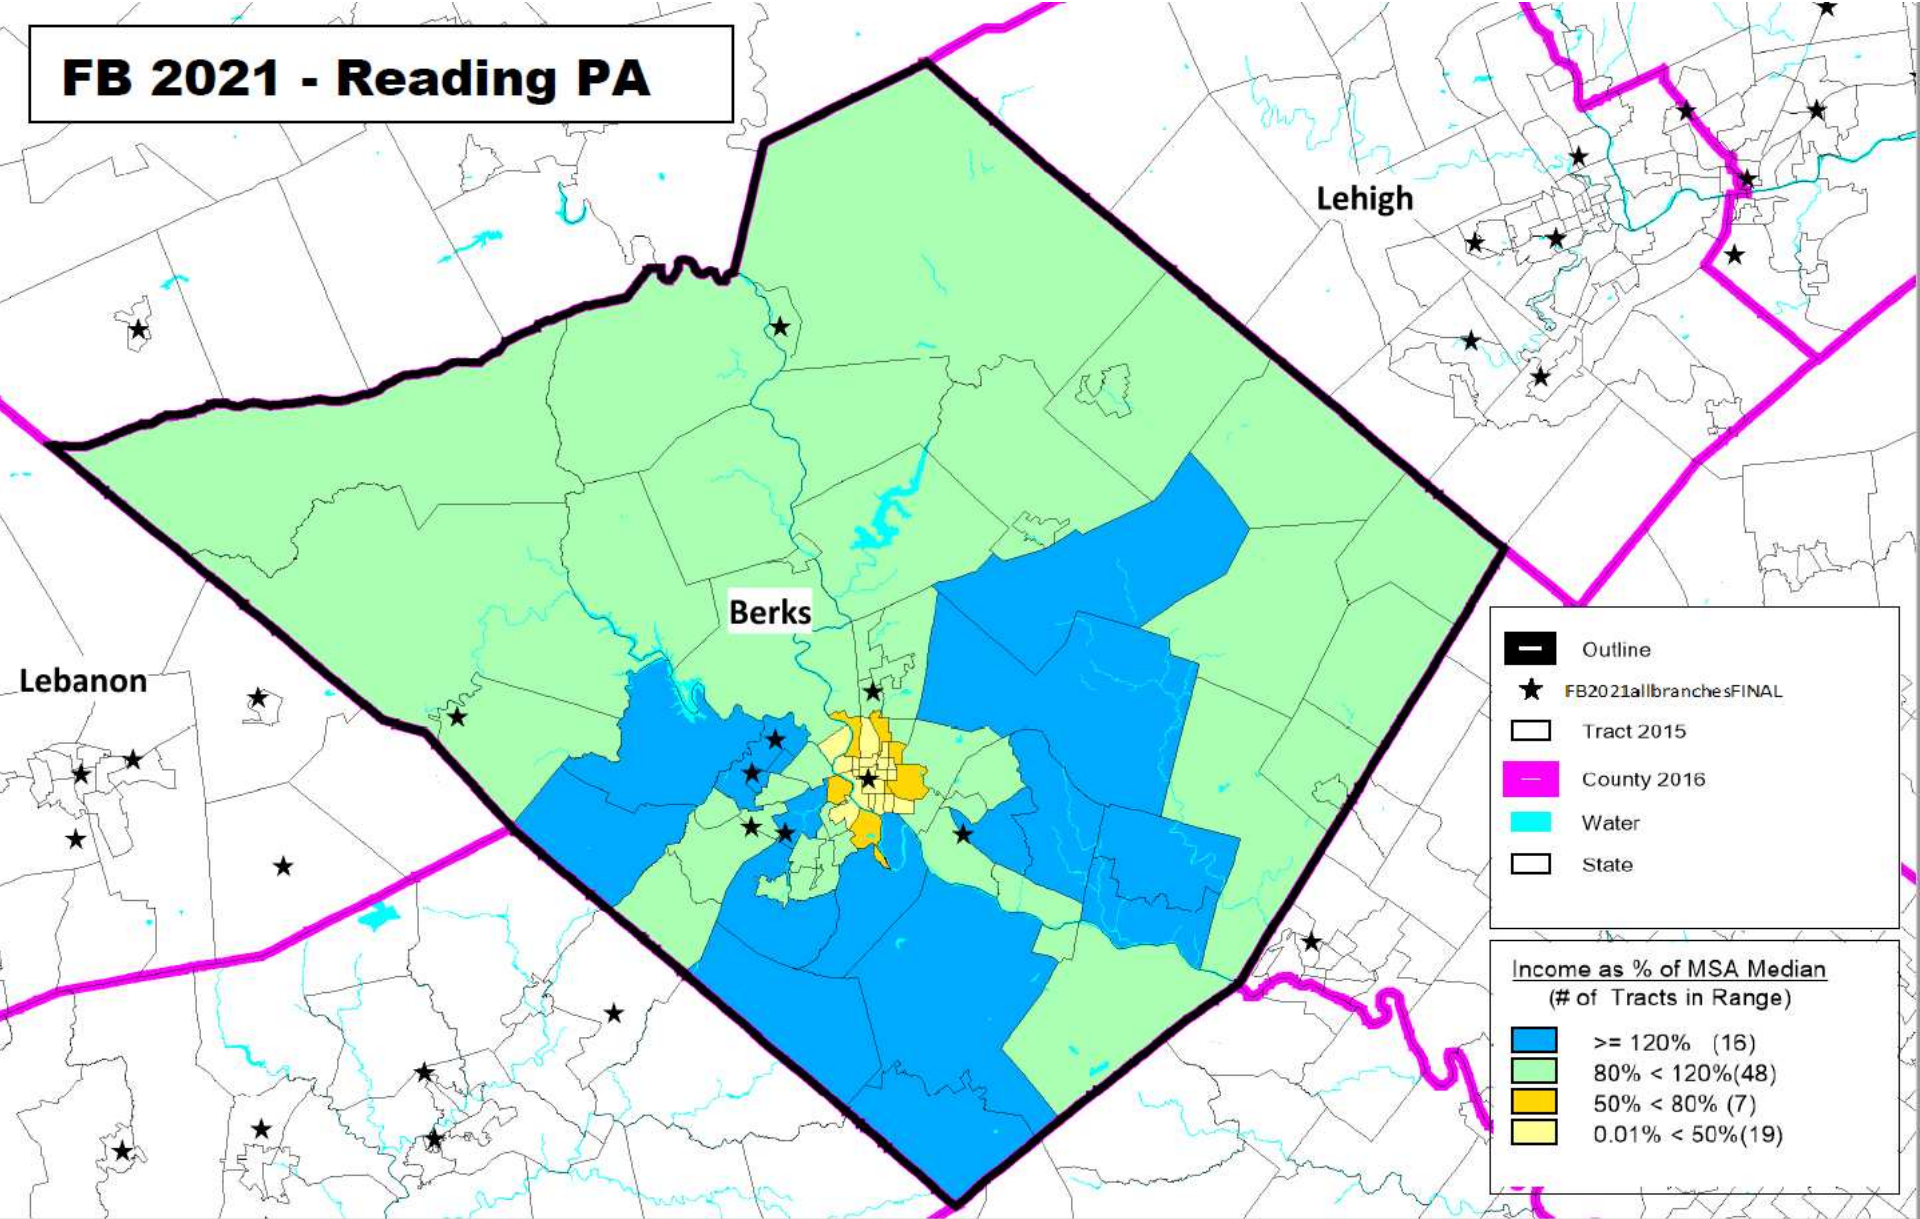 FB 2021 - Reading PA
Lehigh
Berks
Lebanon
Outline
FB2021allbranchesFINAL
Tract 2015
County 2016
Water
State
Income as % of MSA Median
(# of Tracts in Range)
>= 120% (16)
80% < 120%(48)
50% < 80% (7)
0.01% < 50%(19)